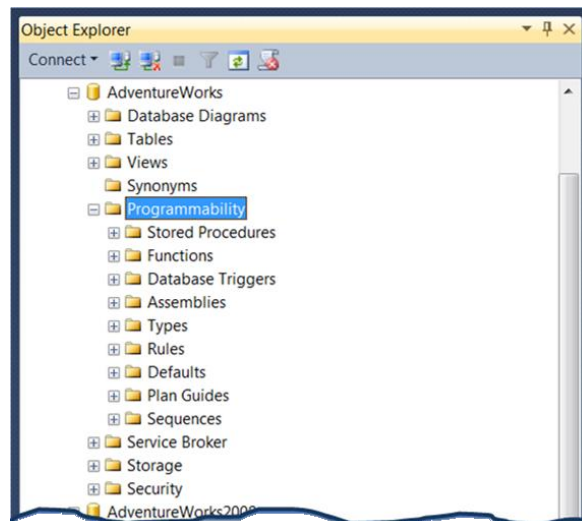 Object Explorer
Connect
AdventureWorks
Database Diagrams
Tables
Views
Synonyms
Programmability
Stored Procedures
Functions
Database Triggers
Assemblies
Types
Rules
Defaults
Plan Guides
Sequences
Service Broker
Storage
Security
AdventureWorks2008